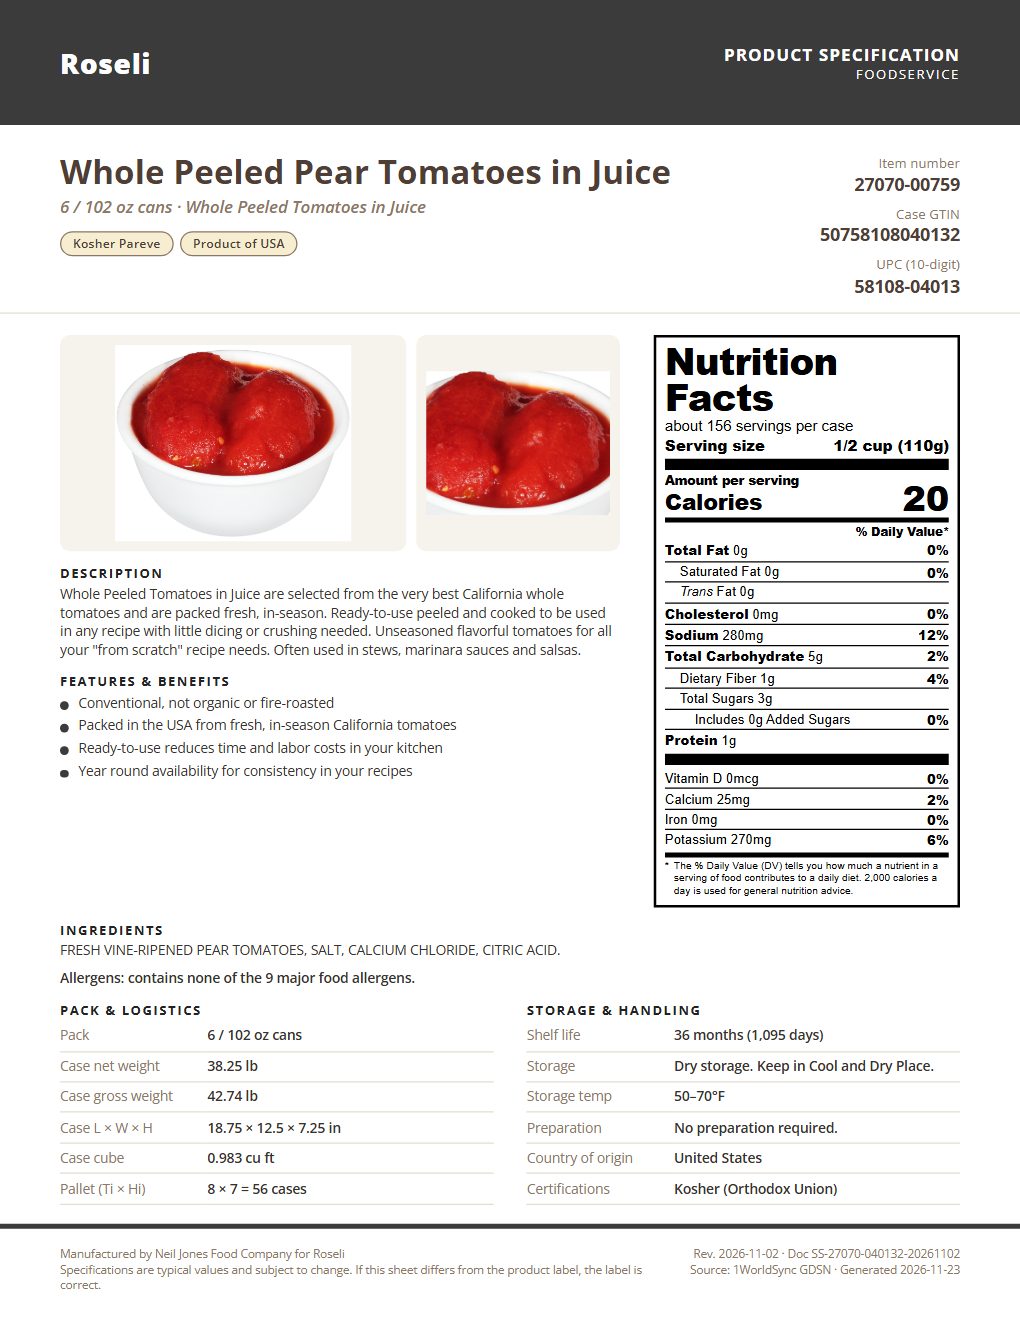 Roseli
PRODUCT SPECIFICATION
FOODSERVICE
Whole Peeled Pear Tomatoes in Juice
6 / 102 oz cans · Whole Peeled Tomatoes in Juice
Kosher Pareve
Product of USA
Item number
27070-00759
Case GTIN
50758108040132
UPC (10-digit)
58108-04013
DESCRIPTION
Whole Peeled Tomatoes in Juice are selected from the very best California whole
tomatoes and are packed fresh, in-season. Ready-to-use peeled and cooked to be used
in any recipe with little dicing or crushing needed. Unseasoned flavorful tomatoes for all
your "from scratch" recipe needs. Often used in stews, marinara sauces and salsas.
FEATURES & BENEFITS
Conventional, not organic or fire-roasted
Packed in the USA from fresh, in-season California tomatoes
Ready-to-use reduces time and labor costs in your kitchen
Year round availability for consistency in your recipes
Nutrition
Facts
about 156 servings per case
Serving size 1/2 cup (110g)
Amount per serving
Calories 20
% Daily Value*
Total Fat 0g 0%
Saturated Fat 0g 0%
Trans Fat 0g
Cholesterol 0mg 0%
Sodium 280mg 12%
Total Carbohydrate 5g 2%
Dietary Fiber 1g 4%
Total Sugars 3g
Includes 0g Added Sugars 0%
Protein 1g
Vitamin D 0mcg 0%
Calcium 25mg 2%
Iron 0mg 0%
Potassium 270mg 6%
* The % Daily Value (DV) tells you how much a nutrient in a
serving of food contributes to a daily diet. 2,000 calories a
day is used for general nutrition advice.
INGREDIENTS
FRESH VINE-RIPENED PEAR TOMATOES, SALT, CALCIUM CHLORIDE, CITRIC ACID.
Allergens: contains none of the 9 major food allergens.
PACK & LOGISTICS
Pack 6 / 102 oz cans
Case net weight 38.25 lb
Case gross weight 42.74 lb
Case L × W × H 18.75 × 12.5 × 7.25 in
Case cube 0.983 cu ft
Pallet (Ti × Hi) 8 × 7 = 56 cases
STORAGE & HANDLING
Shelf life 36 months (1,095 days)
Storage Dry storage. Keep in Cool and Dry Place.
Storage temp 50–70°F
Preparation No preparation required.
Country of origin United States
Certifications Kosher (Orthodox Union)
Manufactured by Neil Jones Food Company for Roseli
Specifications are typical values and subject to change. If this sheet differs from the product label, the label is
correct.
Rev. 2026-11-02 · Doc SS-27070-040132-20261102
Source: 1WorldSync GDSN · Generated 2026-11-23